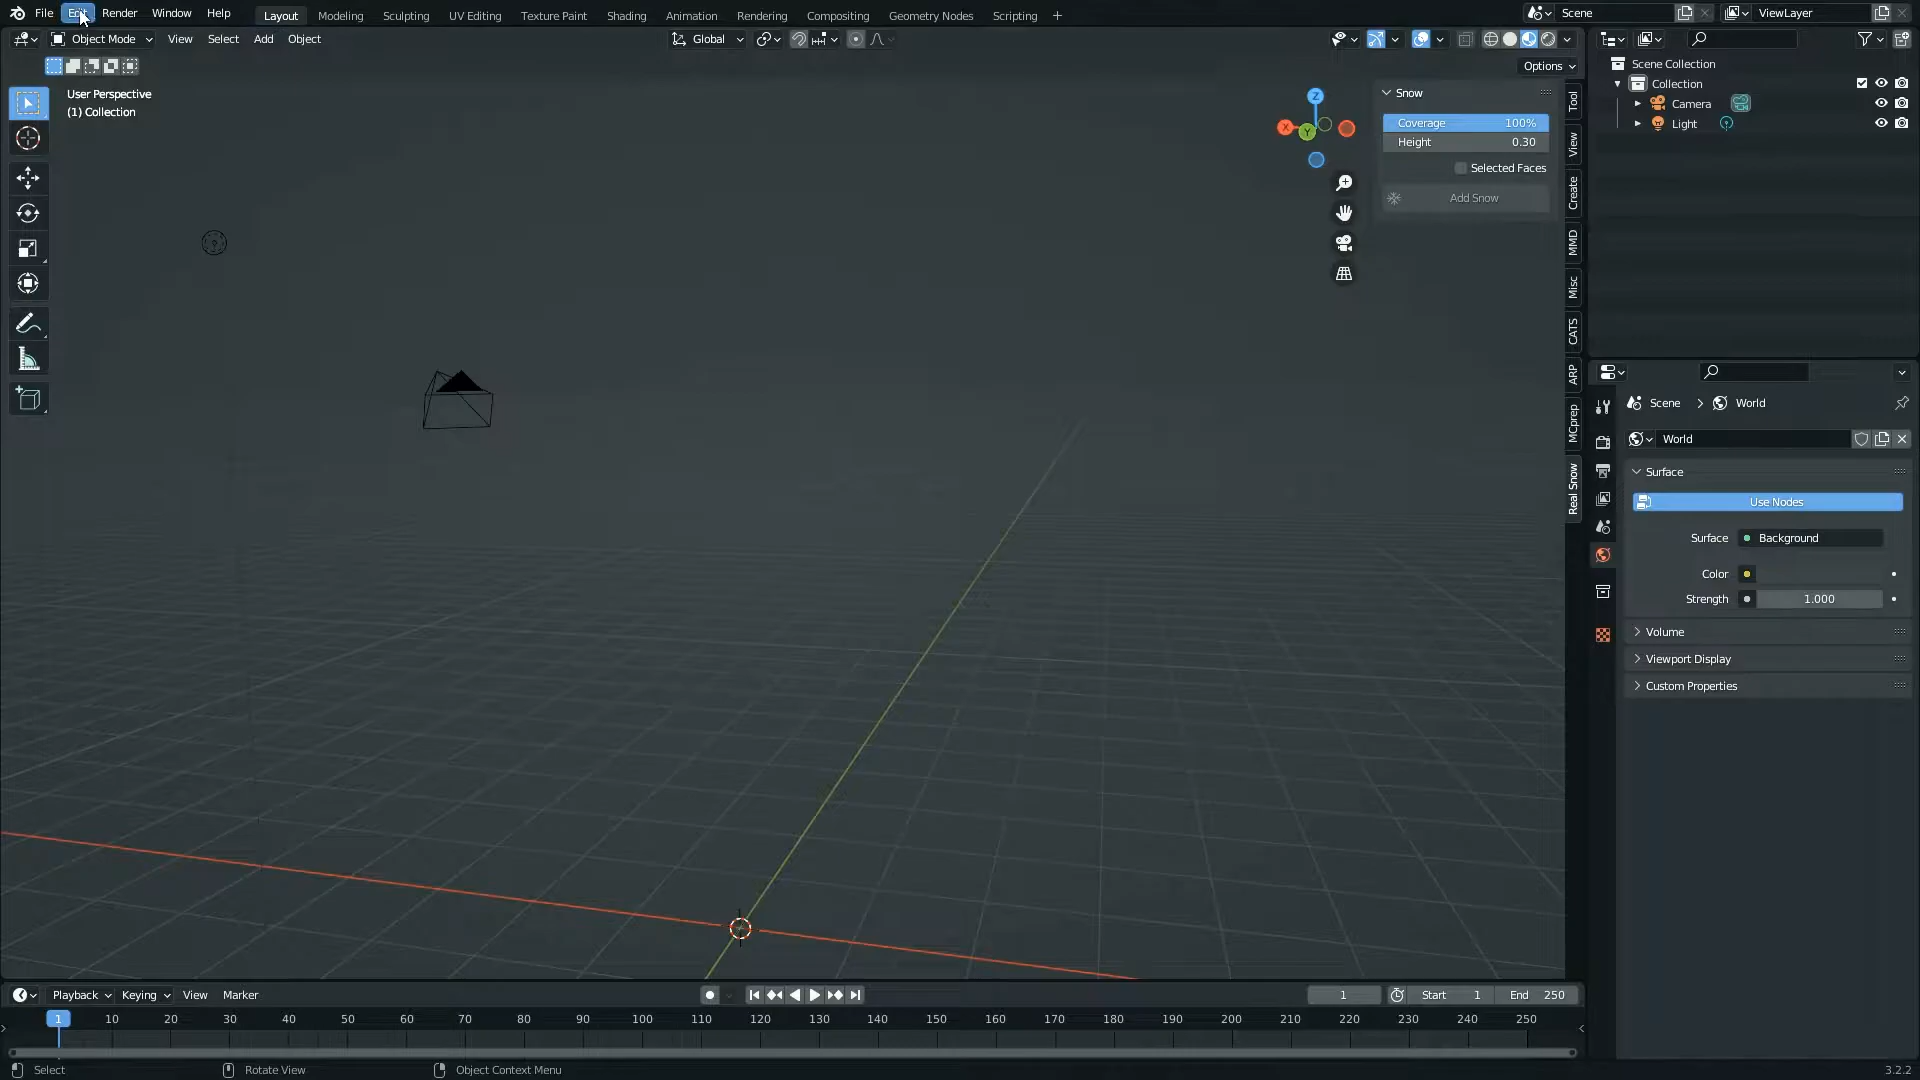 File Edit Render Window Help Layout Modeling Sculpting UV Editing Texture Paint Shading Animation Rendering Compositing Geometry Nodes Scripting + Scene ViewLayer
Object Mode View Select Add Object Global
Options
User Perspective
(1) Collection
Z
X
Y
Snow
Coverage 100%
Height 0.30
Selected Faces
Add Snow
Tool
View
Create
MMD
Misc
CATS
ARP
MCprep
Real Snow
Scene Collection
Collection
Camera
Light
Scene > World
World
Surface
Use Nodes
Surface Background
Color
Strength 1.000
Volume
Viewport Display
Custom Properties
Playback Keying View Marker 1 Start 1 End 250
1 10 20 30 40 50 60 70 80 90 100 110 120 130 140 150 160 170 180 190 200 210 220 230 240 250
Select Rotate View Object Context Menu 3.2.2